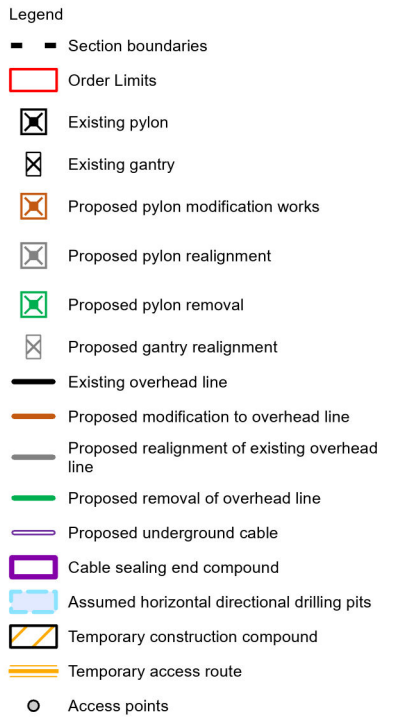 Legend
Section boundaries
Order Limits
Existing pylon
Existing gantry
Proposed pylon modification works
Proposed pylon realignment
Proposed pylon removal
Proposed gantry realignment
Existing overhead line
Proposed modification to overhead line
Proposed realignment of existing overhead
line
Proposed removal of overhead line
Proposed underground cable
Cable sealing end compound
Assumed horizontal directional drilling pits
Temporary construction compound
Temporary access route
Access points